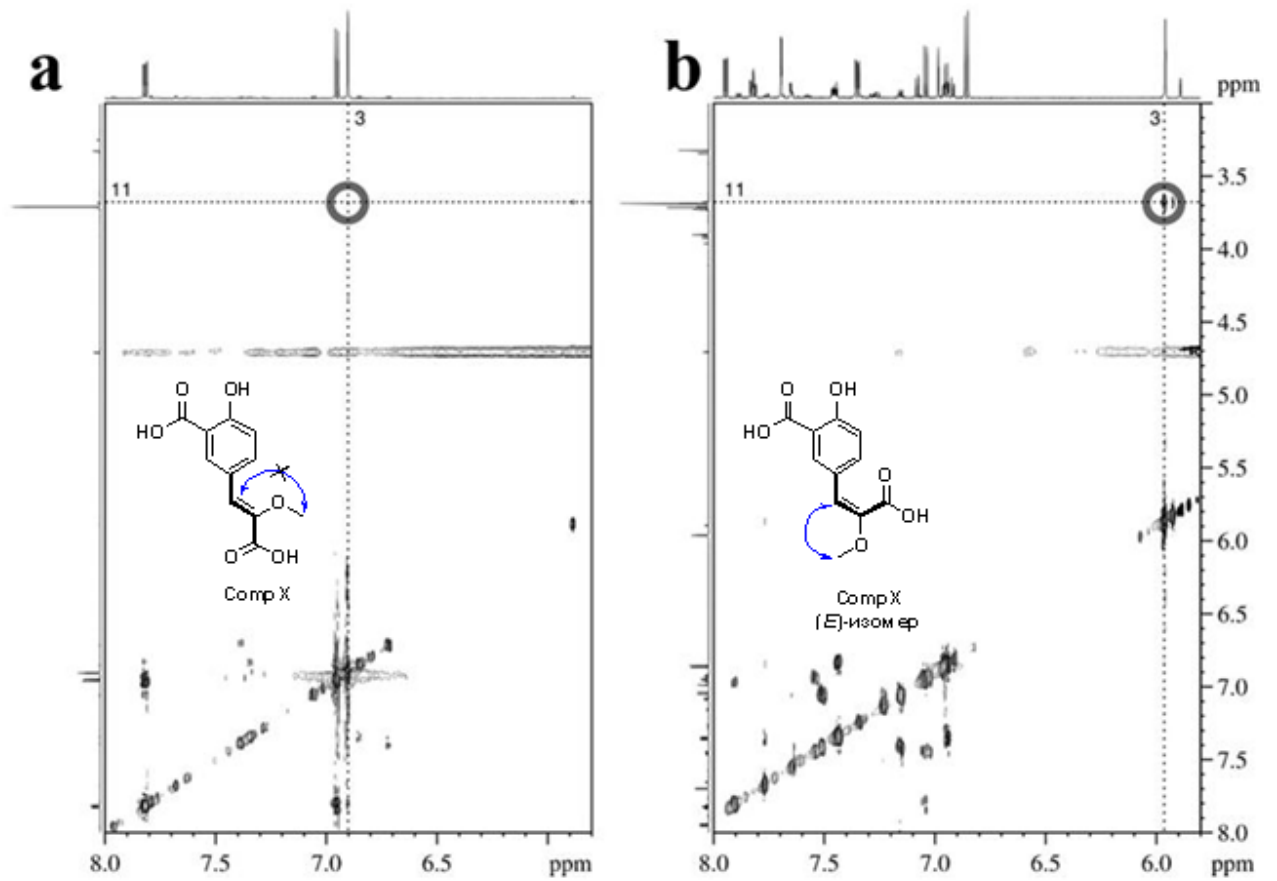 a
b
ppm
3
3
11
11
3.5
4.0
4.5
5.0
5.5
6.0
6.5
7.0
7.5
8.0
O
OH
HO
O
O
OH
Comp X
O
OH
HO
O
OH
O
Comp X
(E)-изомер
8.0 7.5 7.0 6.5 ppm
8.0 7.5 7.0 6.5 6.0 ppm